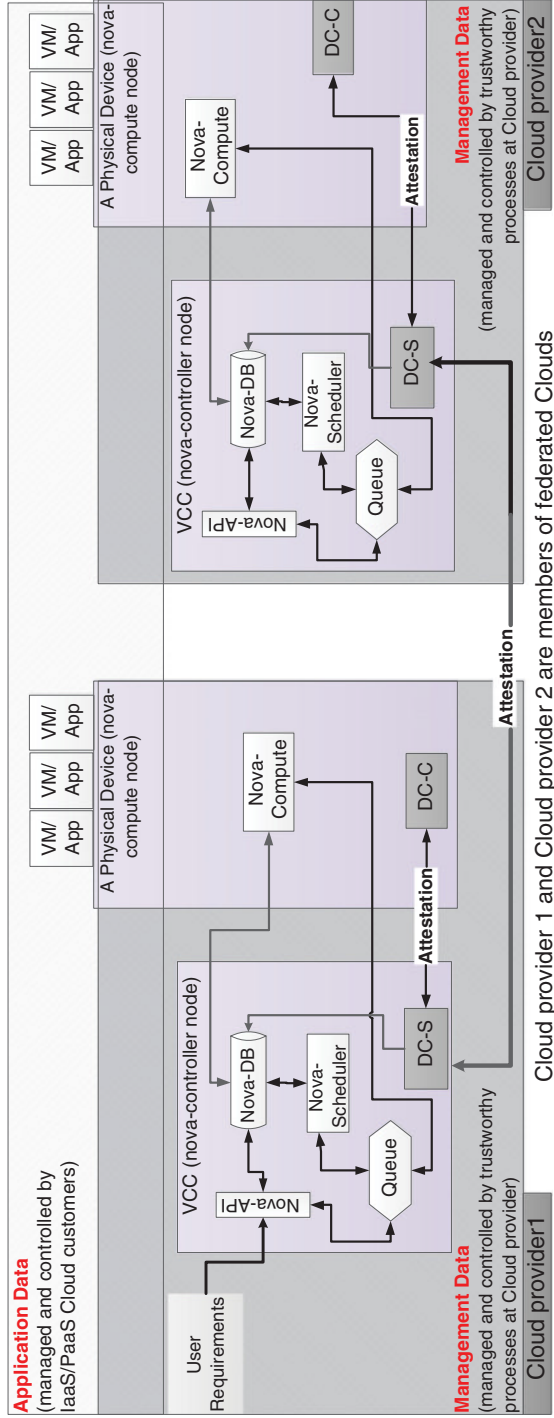 Application Data
(managed and controlled by
IaaS/PaaS Cloud customers)
User
Requirements
Management Data
(managed and controlled by trustworthy
processes at Cloud provider)
Cloud provider1
VCC (nova-controller node)
Nova-API
Nova-DB
Nova-
Scheduler
Queue
DC-S
Attestation
VM/
App
VM/
App
VM/
App
A Physical Device (nova-
compute node)
Nova-
Compute
DC-C
Attestation
VCC (nova-controller node)
Nova-API
Nova-DB
Nova-
Scheduler
Queue
DC-S
Attestation
VM/
App
VM/
App
VM/
App
A Physical Device (nova-
compute node)
Nova-
Compute
DC-C
Management Data
(managed and controlled by trustworthy
processes at Cloud provider)
Cloud provider2
Cloud provider 1 and Cloud provider 2 are members of federated Clouds